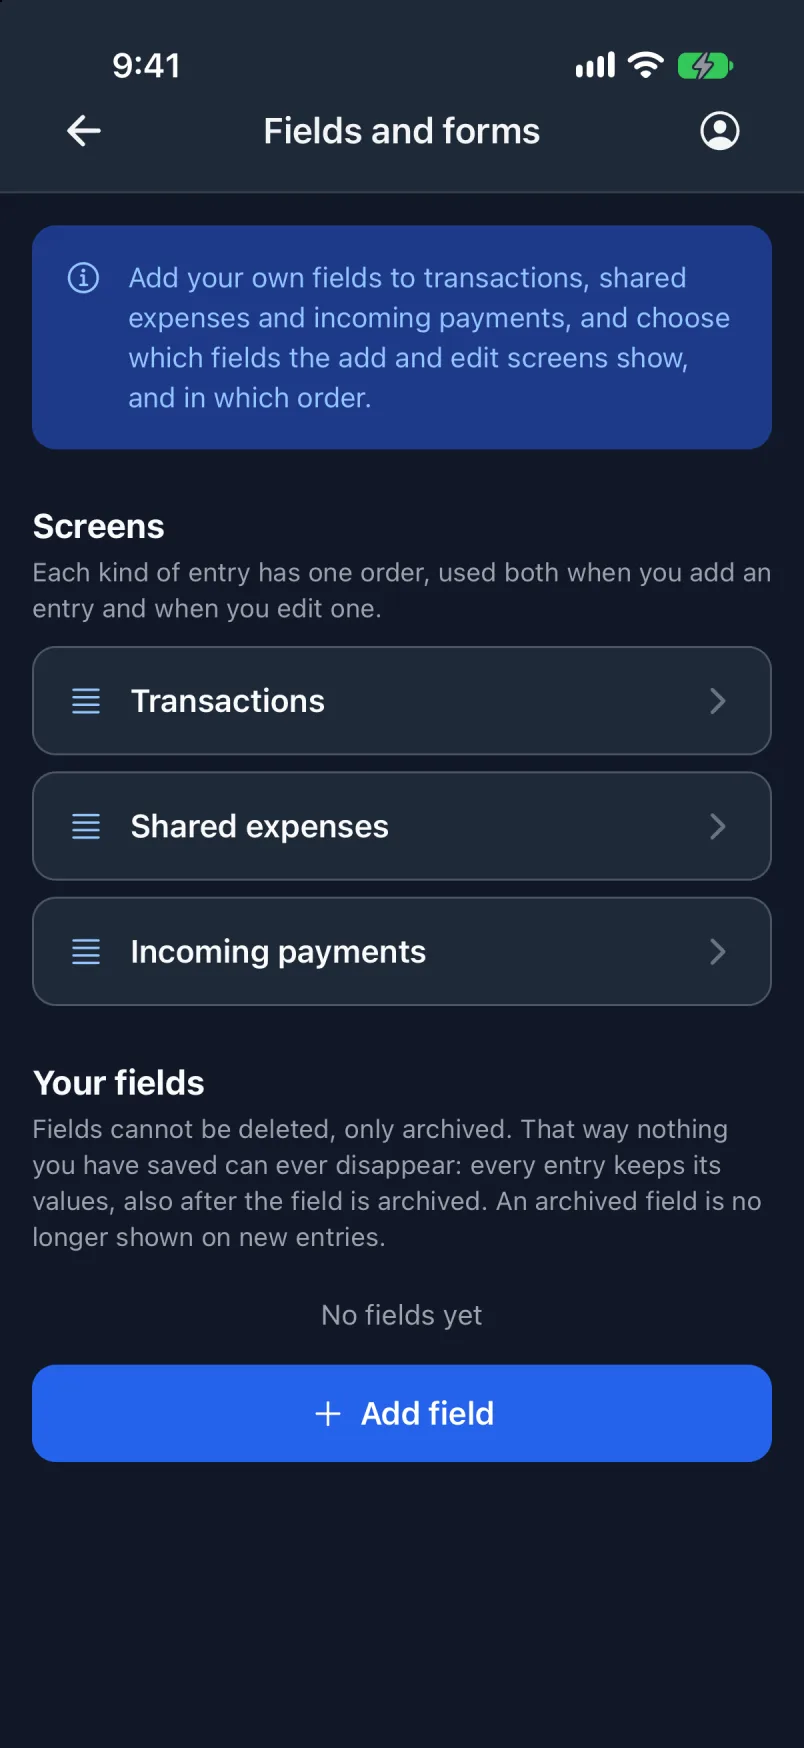 9:41
Fields and forms
Add your own fields to transactions, shared
expenses and incoming payments, and choose
which fields the add and edit screens show,
and in which order.
Screens
Each kind of entry has one order, used both when you add an
entry and when you edit one.
Transactions
Shared expenses
Incoming payments
Your fields
Fields cannot be deleted, only archived. That way nothing
you have saved can ever disappear: every entry keeps its
values, also after the field is archived. An archived field is no
longer shown on new entries.
No fields yet
Add field